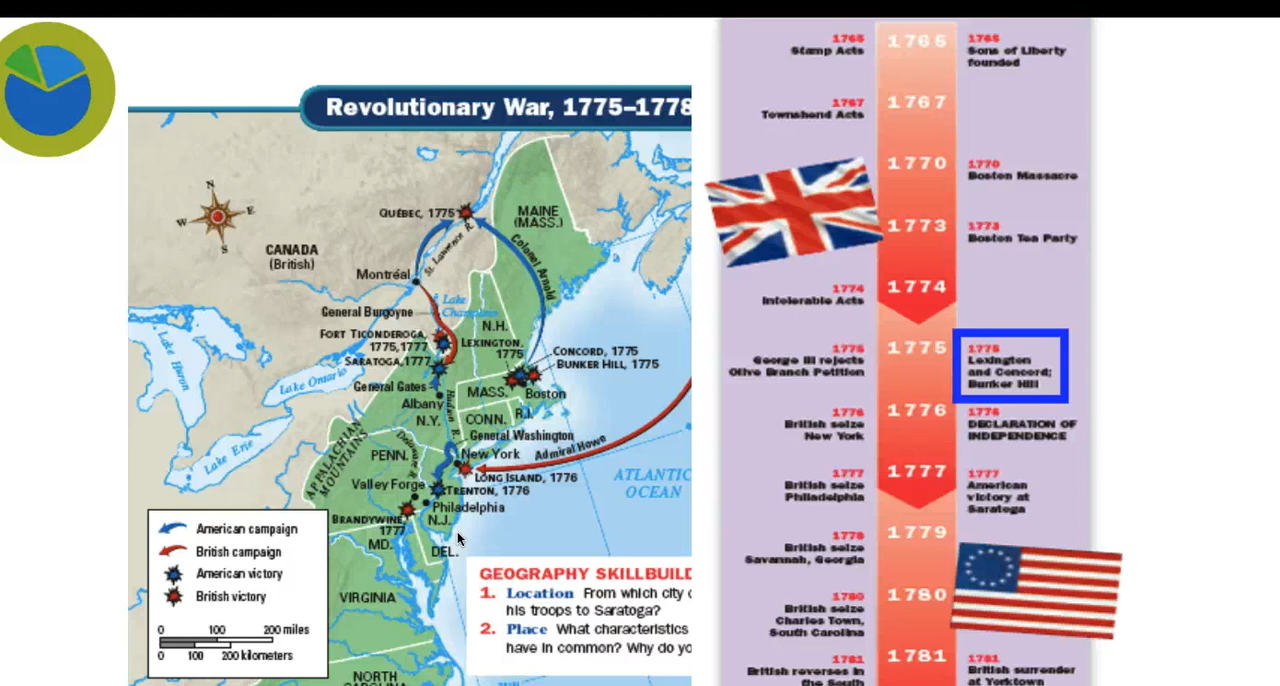 Revolutionary War, 1775–1778
N
W
E
S
QUÉBEC, 1775
MAINE
(MASS.)
CANADA
(British)
St. Lawrence R.
Colonel Arnold
Montréal
Lake
General Burgoyne
FORT TICONDEROGA,
1775,1777
N.H.
LEXINGTON,
1775
CONCORD, 1775
BUNKER HILL, 1775
SARATOGA,1777
Lake Huron
Lake Ontario
General Gates
MASS.
Boston
Albany
Hudson R.
N.Y.
CONN.
R.I.
General Washington
Lake Erie
APPALACHIAN
MOUNTAINS
PENN.
Delaware R.
New York
Admiral Howe
LONG ISLAND, 1776
ATLANTIC
OCEAN
Valley Forge
TRENTON, 1776
Philadelphia
BRANDYWINE,
1777
N.J.
MD.
DEL.
VIRGINIA
NORTH
American campaign
British campaign
American victory
British victory
0 100 200 miles
0 100 200 kilometers
GEOGRAPHY SKILLBUILD
1. Location From which city
his troops to Saratoga?
2. Place What characteristics
have in common? Why do
1765
Stamp Acts
1765
1765
Sons of Liberty
founded
1767
Townshend Acts
1767
1770
1770
Boston Massacre
1773
1773
Boston Tea Party
1774
Intolerable Acts
1774
1775
George III rejects
Olive Branch Petition
1775
1775
Lexington
and Concord;
Bunker Hill
1776
British seize
New York
1776
1776
DECLARATION OF
INDEPENDENCE
1777
British seize
Philadelphia
1777
1777
American
victory at
Saratoga
1778
British seize
Savannah, Georgia
1779
1780
British seize
Charles Town,
South Carolina
1780
1781
British reverses in
the South
1781
1781
British surrender
at Yorktown